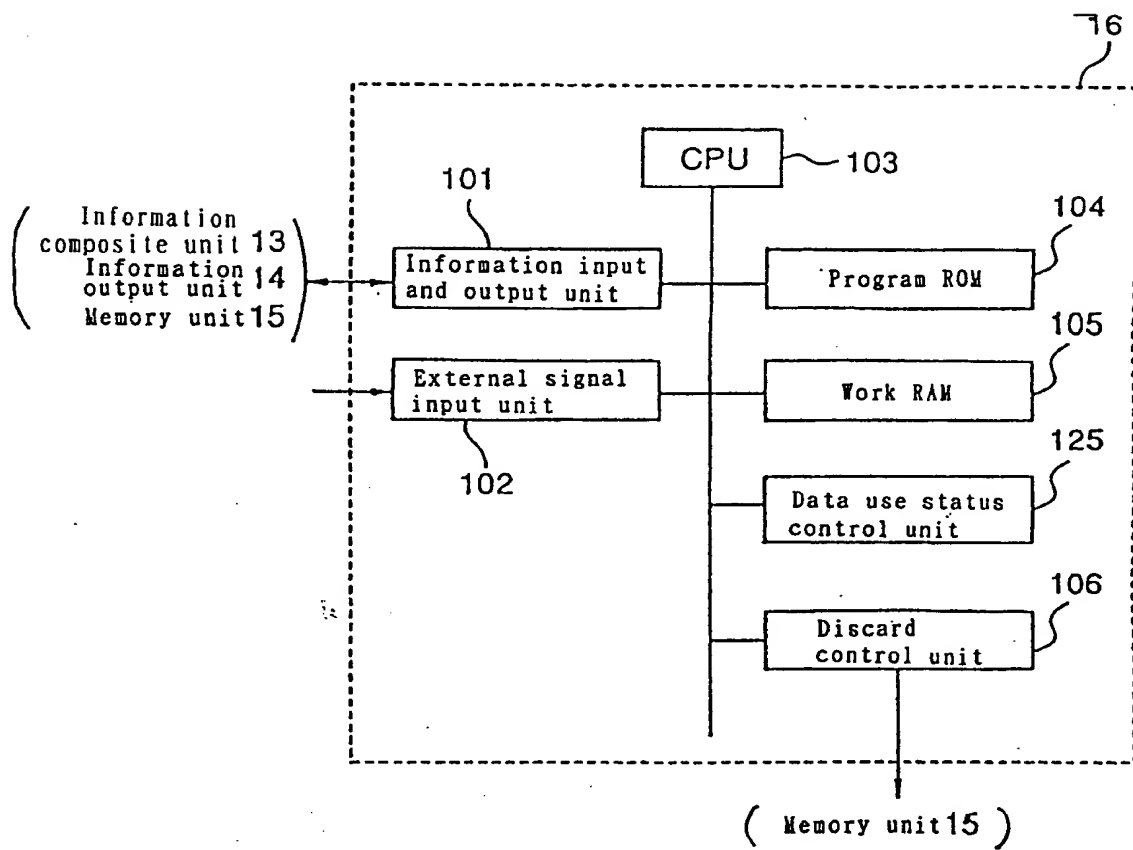 16
CPU
103
101
104
Information
composite unit 13
Information
output unit 14
Memory unit 15
Information input
and output unit
Program ROM
105
External signal
input unit
Work RAM
102
125
Data use status
control unit
106
Discard
control unit
( Memory unit 15 )